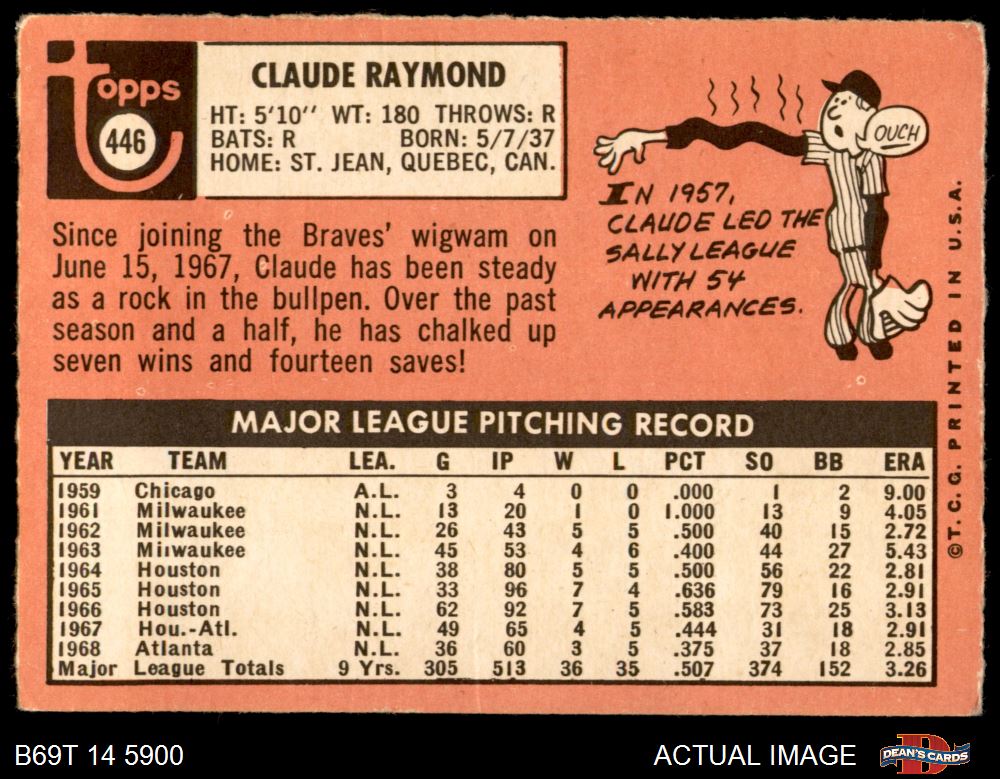 topps
446
CLAUDE RAYMOND
HT: 5'10'' WT: 180 THROWS: R
BATS: R BORN: 5/7/37
HOME: ST. JEAN, QUEBEC, CAN.
Since joining the Braves' wigwam on
June 15, 1967, Claude has been steady
as a rock in the bullpen. Over the past
season and a half, he has chalked up
seven wins and fourteen saves!
OUCH
IN 1957,
CLAUDE LED THE
SALLY LEAGUE
WITH 54
APPEARANCES.
©T.C.G. PRINTED IN U.S.A.
MAJOR LEAGUE PITCHING RECORD
YEAR TEAM LEA. G IP W L PCT SO BB ERA
1959 Chicago A.L. 3 4 0 0 .000 1 2 9.00
1961 Milwaukee N.L. 13 20 1 0 1.000 13 9 4.05
1962 Milwaukee N.L. 26 43 5 5 .500 40 15 2.72
1963 Milwaukee N.L. 45 53 4 6 .400 44 27 5.43
1964 Houston N.L. 38 80 5 5 .500 56 22 2.81
1965 Houston N.L. 33 96 7 4 .636 79 16 2.91
1966 Houston N.L. 62 92 7 5 .583 73 25 3.13
1967 Hou.-Atl. N.L. 49 65 4 5 .444 31 18 2.91
1968 Atlanta N.L. 36 60 3 5 .375 37 18 2.85
Major League Totals 9 Yrs. 305 513 36 35 .507 374 152 3.26
B69T 14 5900
ACTUAL IMAGE
DEAN'S CARDS